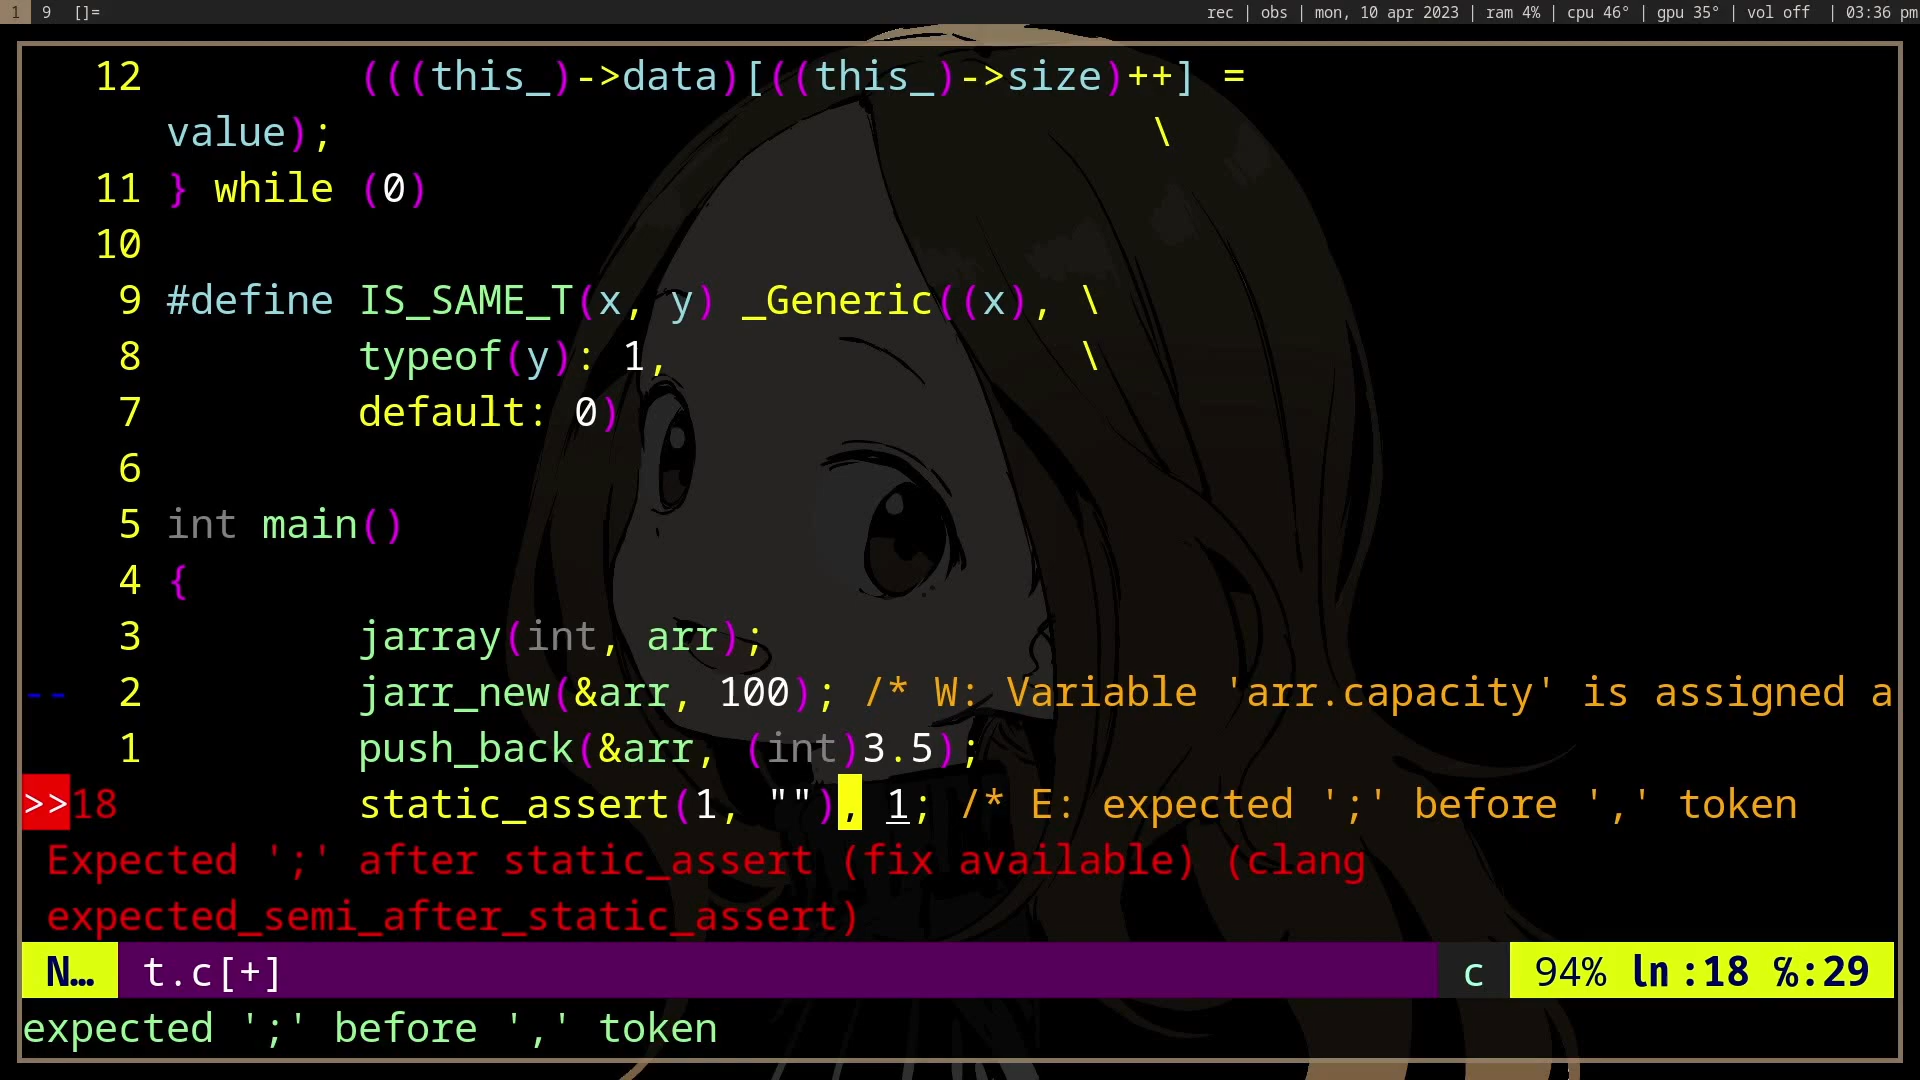 1 9 []= rec | obs | mon, 10 apr 2023 | ram 4% | cpu 46° | gpu 35° | vol off | 03:36 pm
12 (((this_)->data)[((this_)->size)++] =
value); \
11 } while (0)
10
9 #define IS_SAME_T(x, y) _Generic((x), \
8 typeof(y): 1, \
7 default: 0)
6
5 int main()
4 {
3 jarray(int, arr);
-- 2 jarr_new(&arr, 100); /* W: Variable 'arr.capacity' is assigned a
1 push_back(&arr, (int)3.5);
>>18 static_assert(1, ""), 1; /* E: expected ';' before ',' token
Expected ';' after static_assert (fix available) (clang
expected_semi_after_static_assert)
N… t.c[+] c 94% ln :18 ℅:29
expected ';' before ',' token